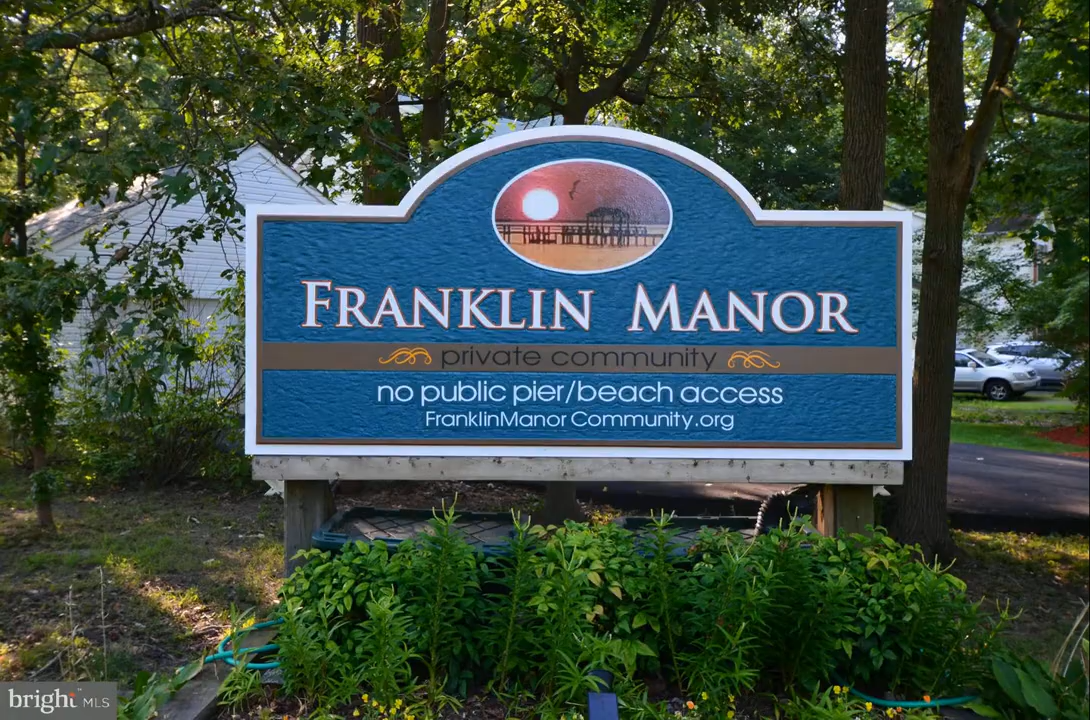 FRANKLIN MANOR
private community
no public pier/beach access
FranklinManorCommunity.org
bright MLS